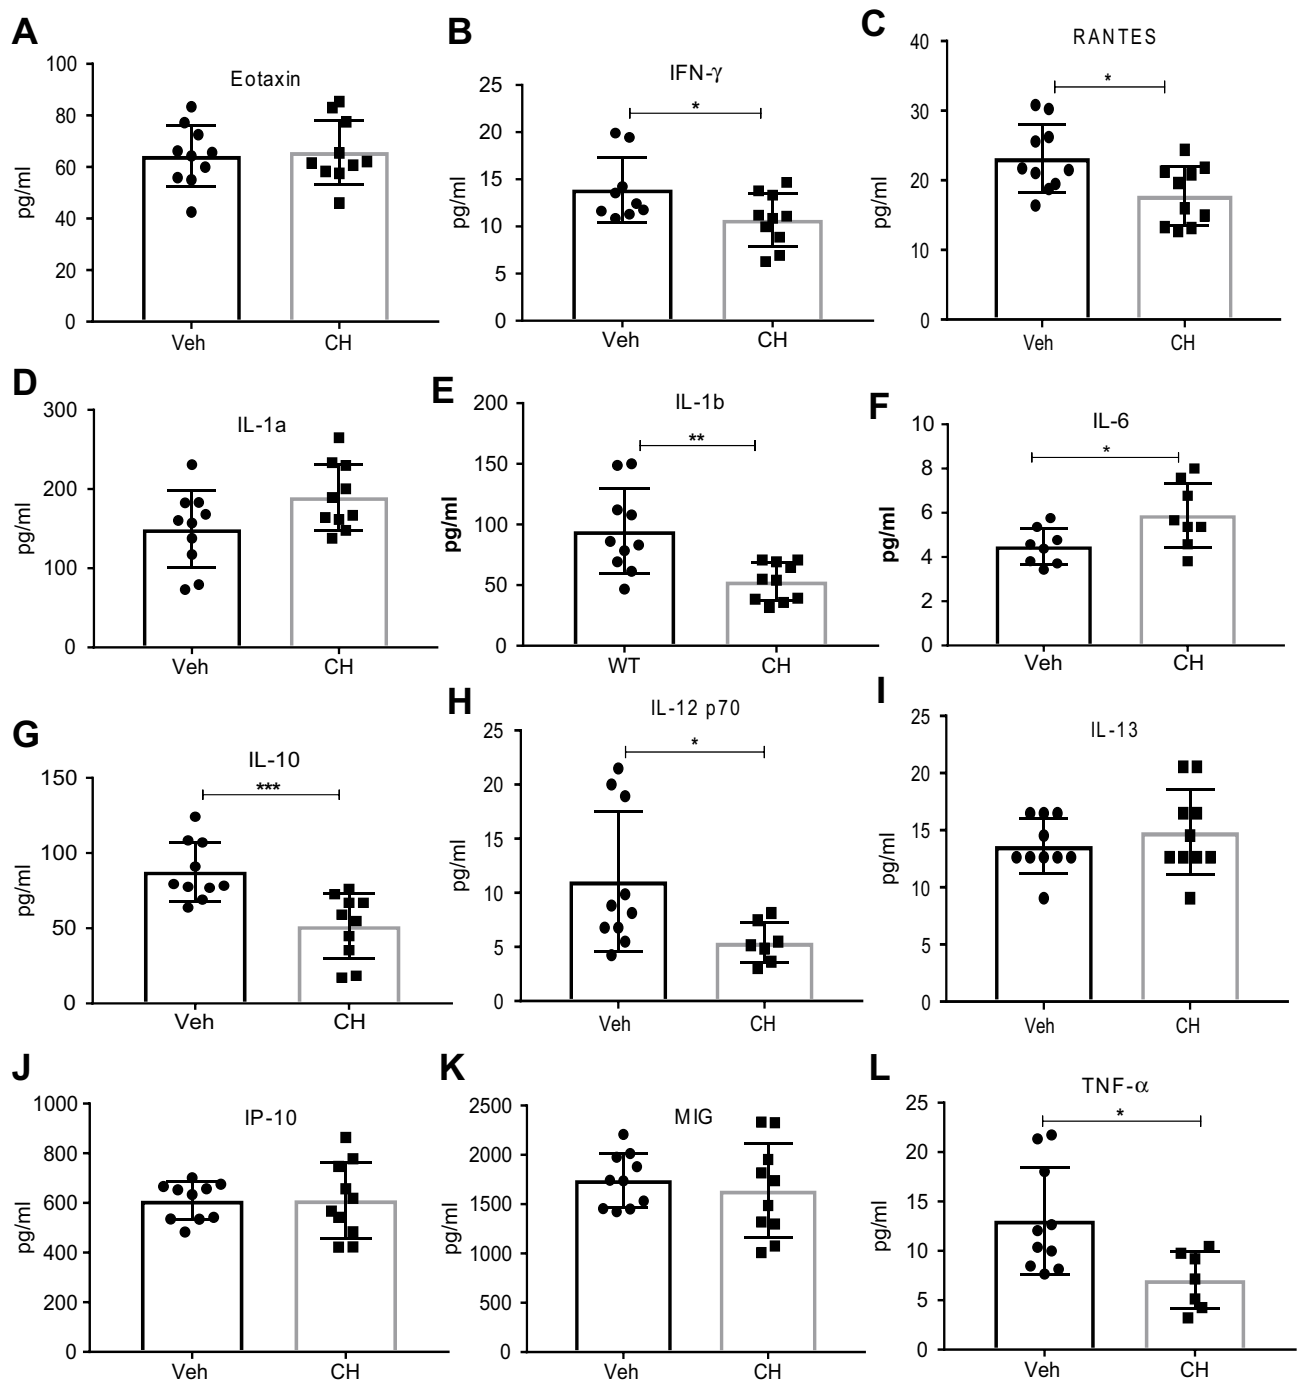 A
Eotaxin
pg/ml
100
80
60
40
20
0
Veh CH
B
IFN-γ
*
pg/ml
25
20
15
10
5
0
Veh CH
C
RANTES
*
pg/ml
40
30
20
10
0
Veh CH
D
IL-1a
pg/ml
300
200
100
0
Veh CH
E
IL-1b
**
pg/ml
200
150
100
50
0
WT CH
F
IL-6
*
pg/ml
10
8
6
4
2
0
Veh CH
G
IL-10
***
pg/ml
150
100
50
0
Veh CH
H
IL-12 p70
*
pg/ml
25
20
15
10
5
0
Veh CH
I
IL-13
pg/ml
25
20
15
10
5
0
Veh CH
J
IP-10
pg/ml
1000
800
600
400
200
0
Veh CH
K
MIG
pg/ml
2500
2000
1500
1000
500
0
Veh CH
L
TNF-α
*
pg/ml
25
20
15
10
5
0
Veh CH